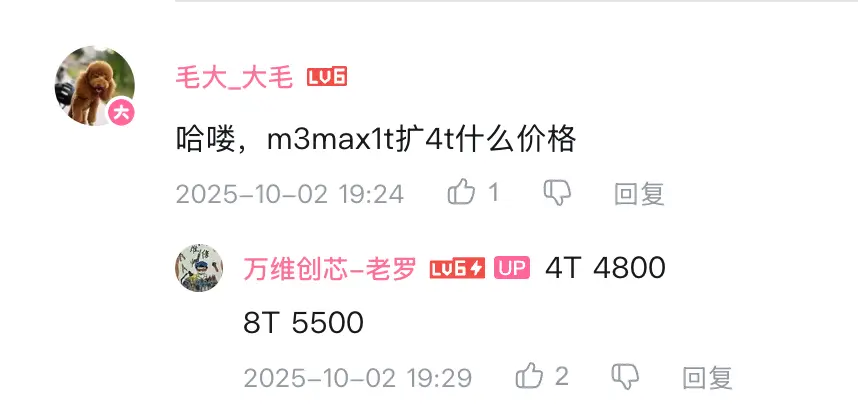 毛大_大毛 LV6
大
哈喽，m3max1t扩4t什么价格
2025-10-02 19:24 1 回复
万维创芯-老罗 LV6 UP 4T 4800
8T 5500
2025-10-02 19:29 2 回复